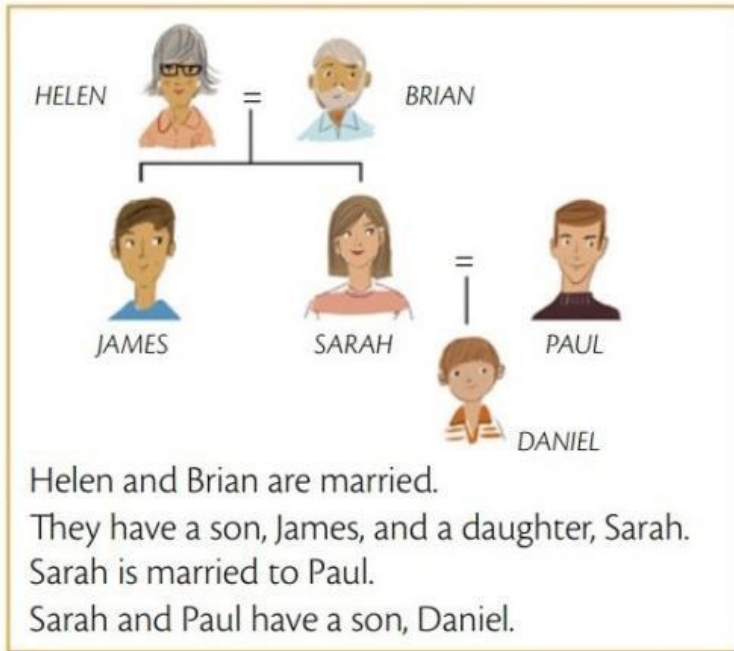 HELEN = BRIAN
=
JAMES SARAH PAUL
DANIEL
Helen and Brian are married.
They have a son, James, and a daughter, Sarah.
Sarah is married to Paul.
Sarah and Paul have a son, Daniel.